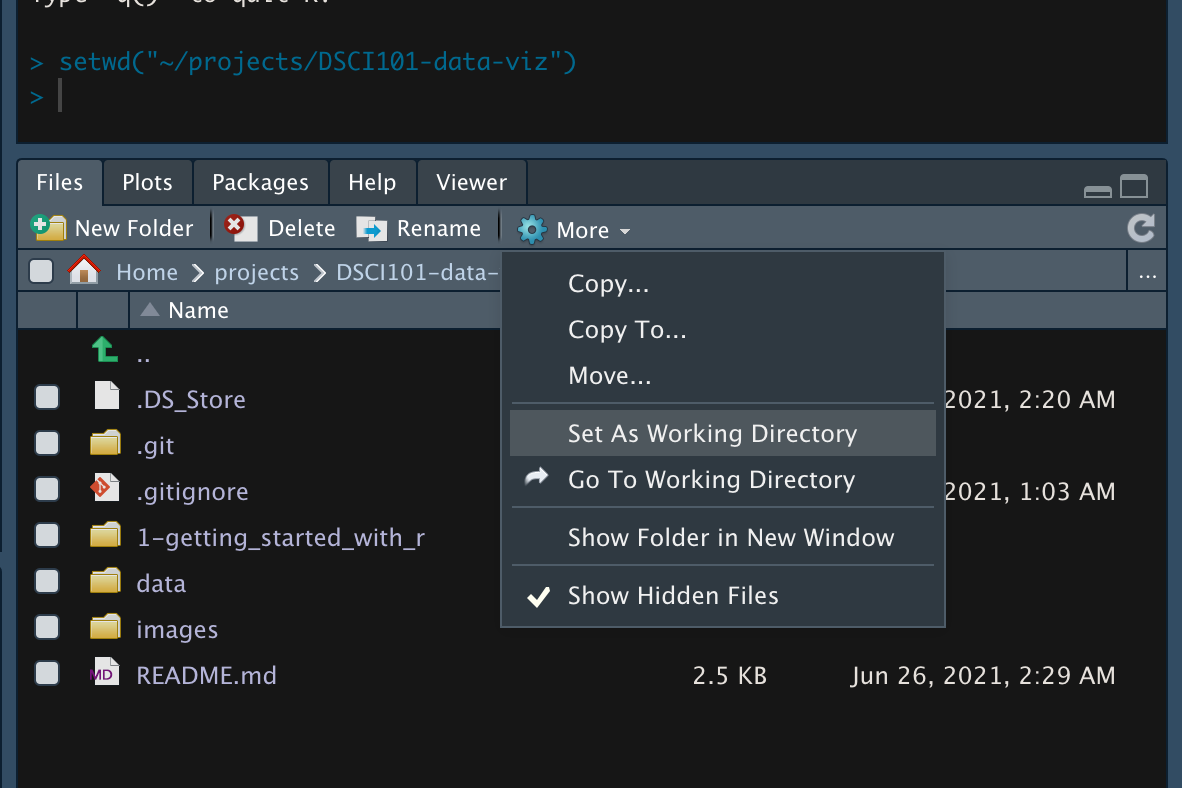 Type 'q()' to quit R.
> setwd("~/projects/DSCI101-data-viz")
>
Files Plots Packages Help Viewer
New Folder Delete Rename More
Home projects DSCI101-data- ...
Name
Copy...
Copy To...
Move...
Set As Working Directory
Go To Working Directory
Show Folder in New Window
Show Hidden Files
..
.DS_Store 2021, 2:20 AM
.git
.gitignore 2021, 1:03 AM
1-getting_started_with_r
data
images
MD README.md 2.5 KB Jun 26, 2021, 2:29 AM